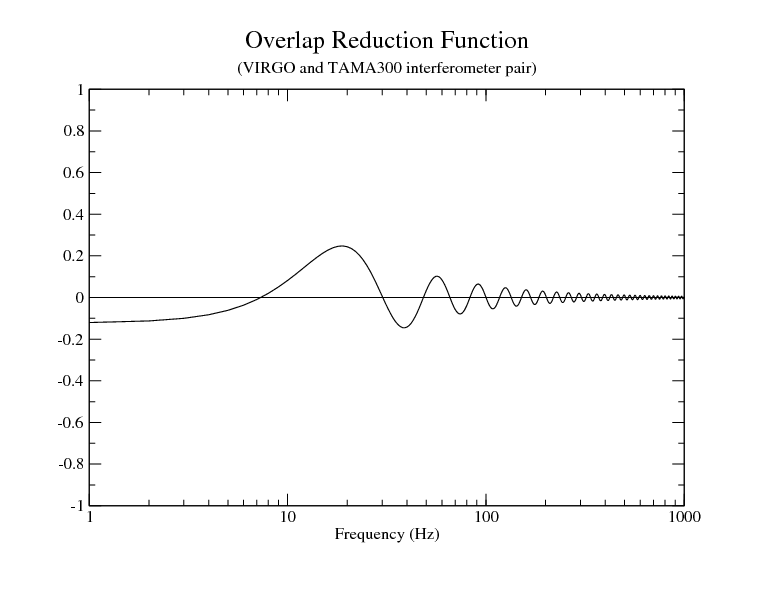 Overlap Reduction Function
(VIRGO and TAMA300 interferometer pair)
1
0.8
0.6
0.4
0.2
0
-0.2
-0.4
-0.6
-0.8
-1
1 10 100 1000
Frequency (Hz)